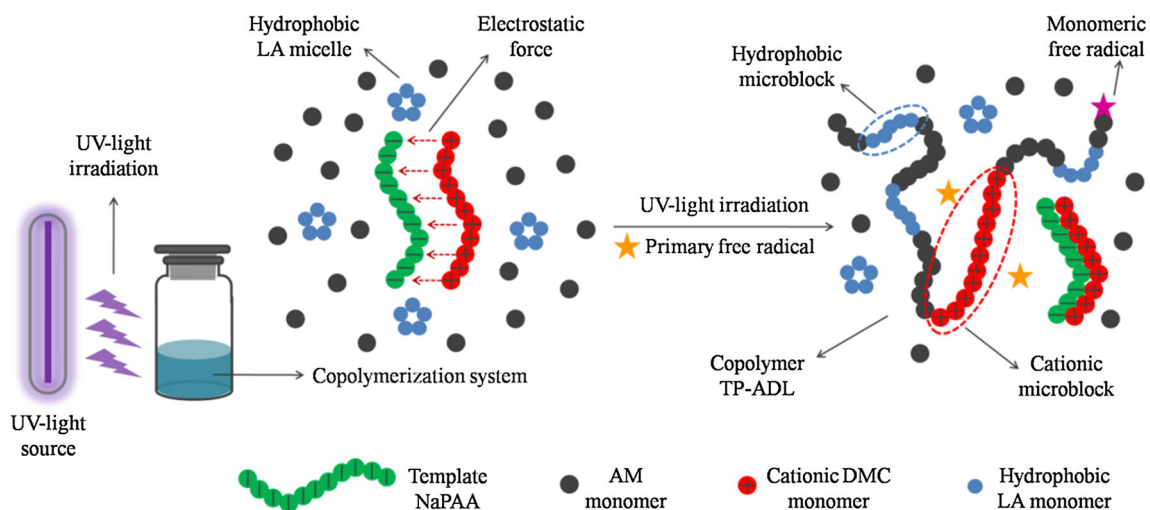 Hydrophobic
LA micelle
Electrostatic
force
Monomeric
free radical
Hydrophobic
microblock
UV-light
irradiation
UV-light irradiation
Primary free radical
Copolymerization system
Copolymer
TP-ADL
Cationic
microblock
UV-light
source
Template
NaPAA
AM
monomer
Cationic DMC
monomer
Hydrophobic
LA monomer